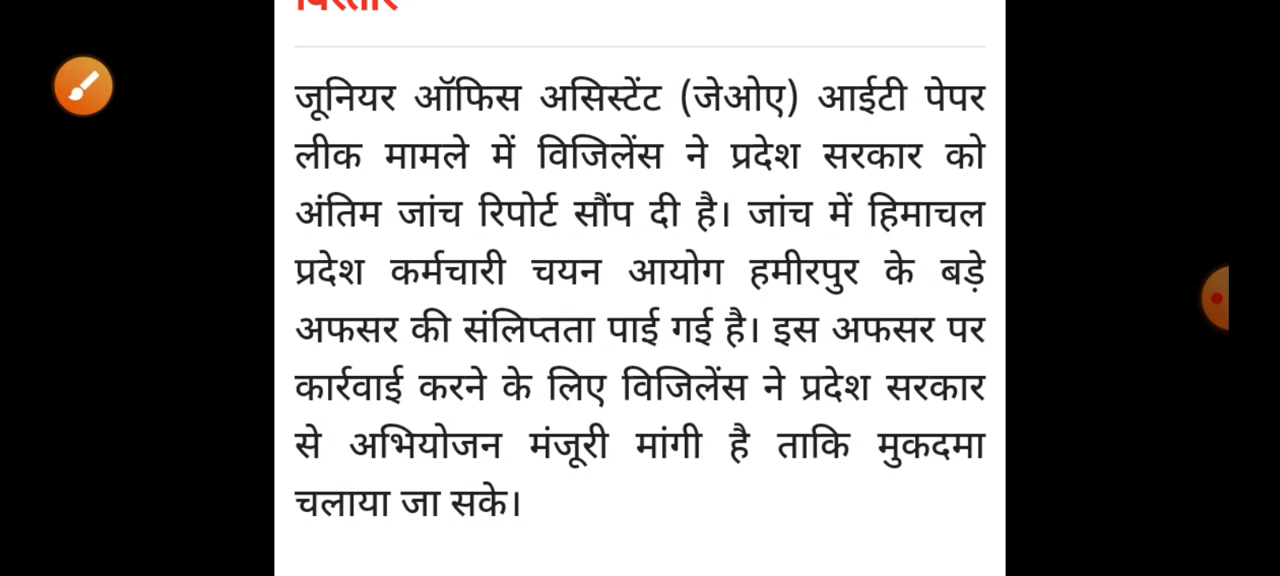 विस्तार
जूनियर ऑफिस असिस्टेंट (जेओए) आईटी पेपर
लीक मामले में विजिलेंस ने प्रदेश सरकार को
अंतिम जांच रिपोर्ट सौंप दी है। जांच में हिमाचल
प्रदेश कर्मचारी चयन आयोग हमीरपुर के बड़े
अफसर की संलिप्तता पाई गई है। इस अफसर पर
कार्रवाई करने के लिए विजिलेंस ने प्रदेश सरकार
से अभियोजन मंजूरी मांगी है ताकि मुकदमा
चलाया जा सके।